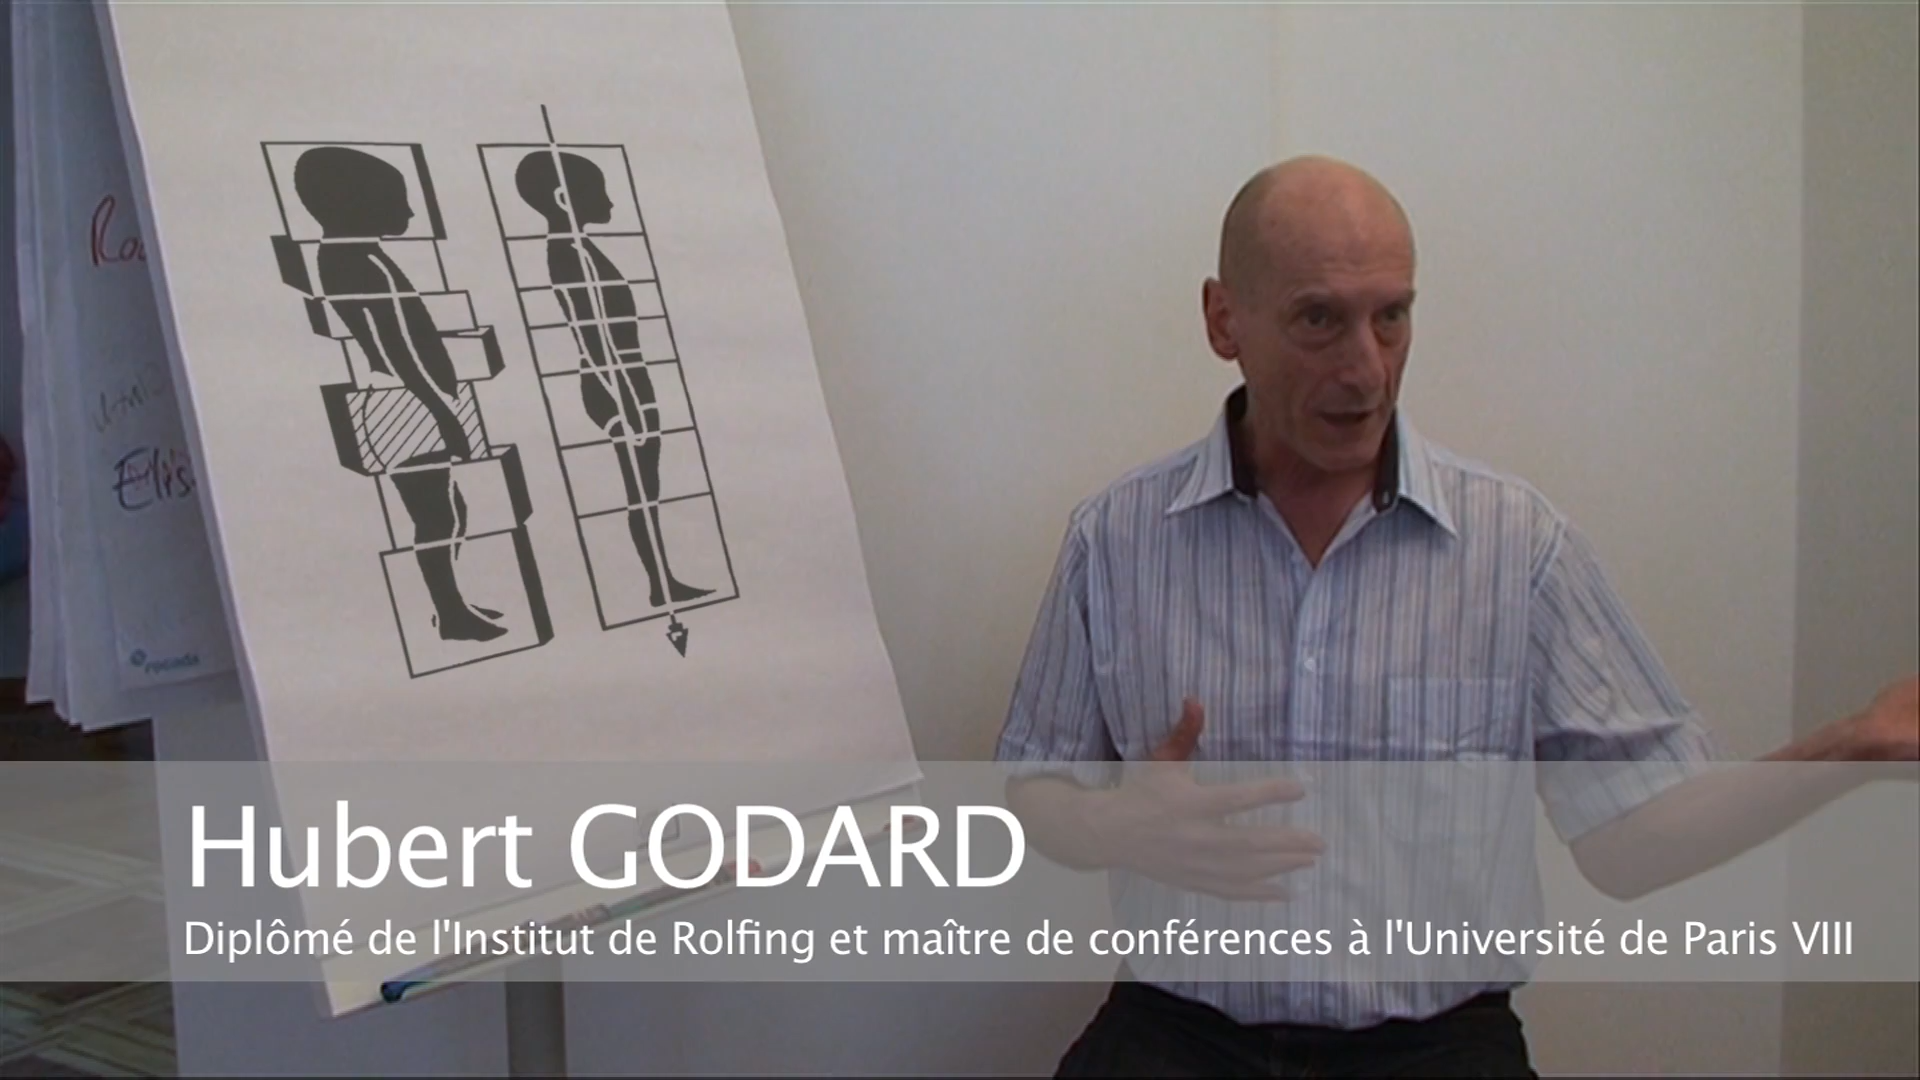 Hubert GODARD
Diplômé de l'Institut de Rolfing et maître de conférences à l'Université de Paris VIII